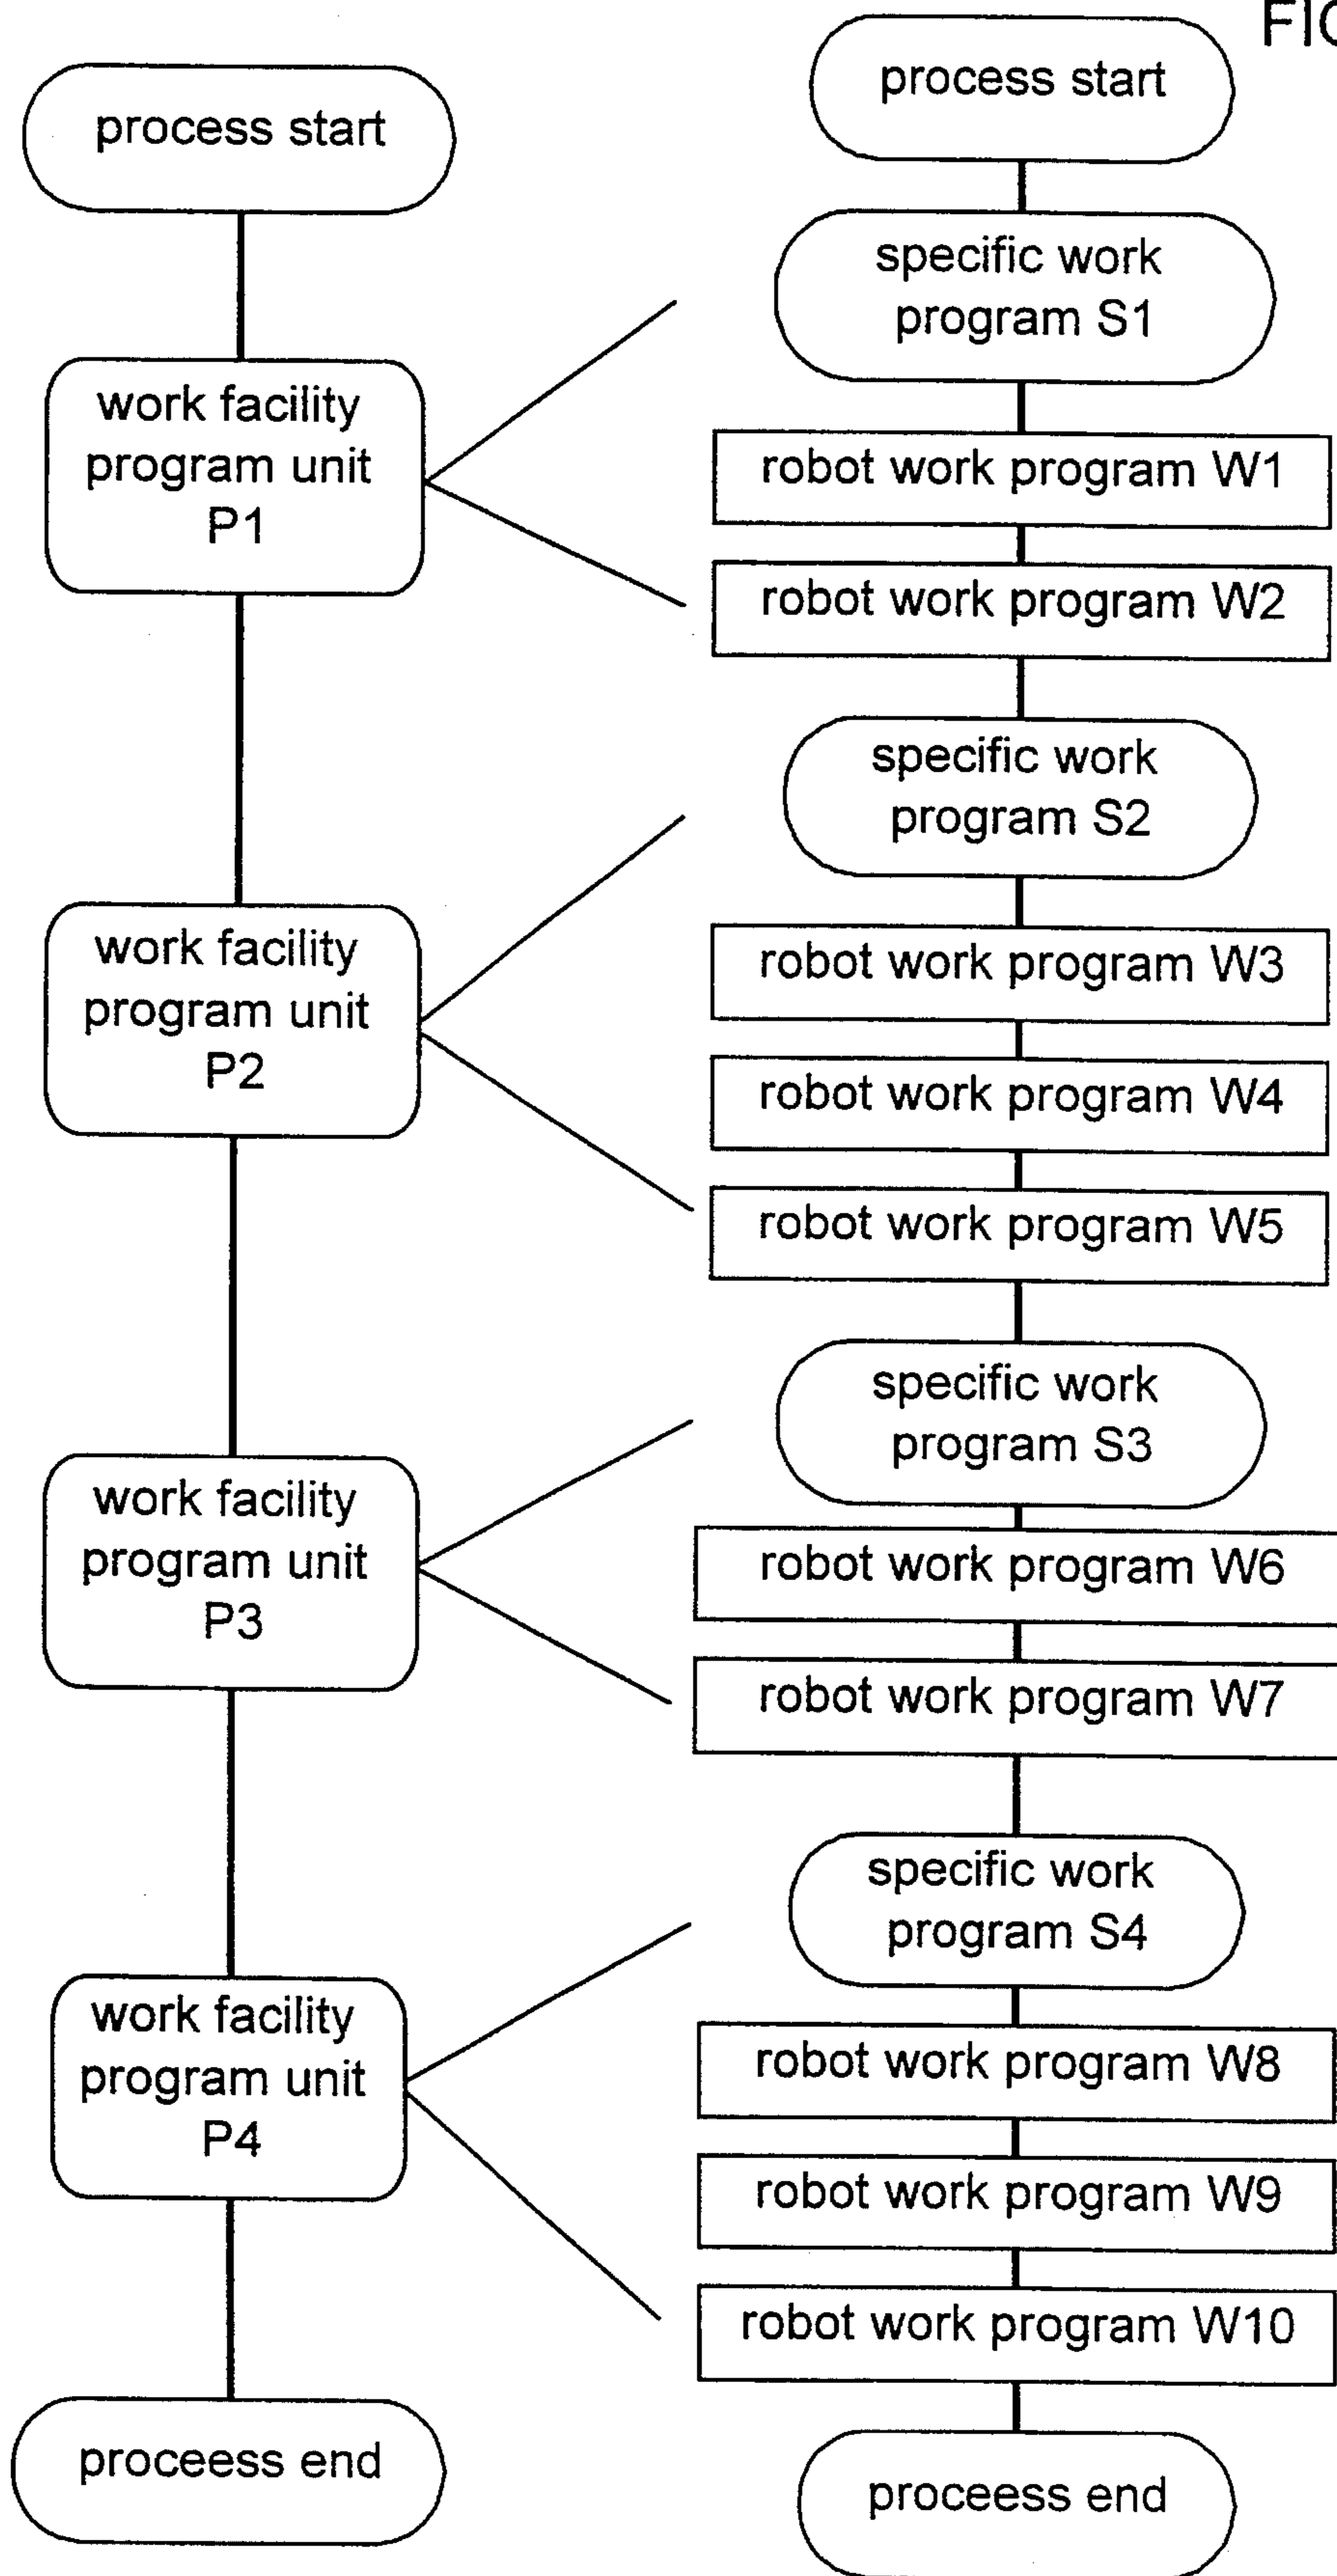 FIG
process start
work facility
program unit
P1
work facility
program unit
P2
work facility
program unit
P3
work facility
program unit
P4
proceess end
process start
specific work
program S1
robot work program W1
robot work program W2
specific work
program S2
robot work program W3
robot work program W4
robot work program W5
specific work
program S3
robot work program W6
robot work program W7
specific work
program S4
robot work program W8
robot work program W9
robot work program W10
proceess end